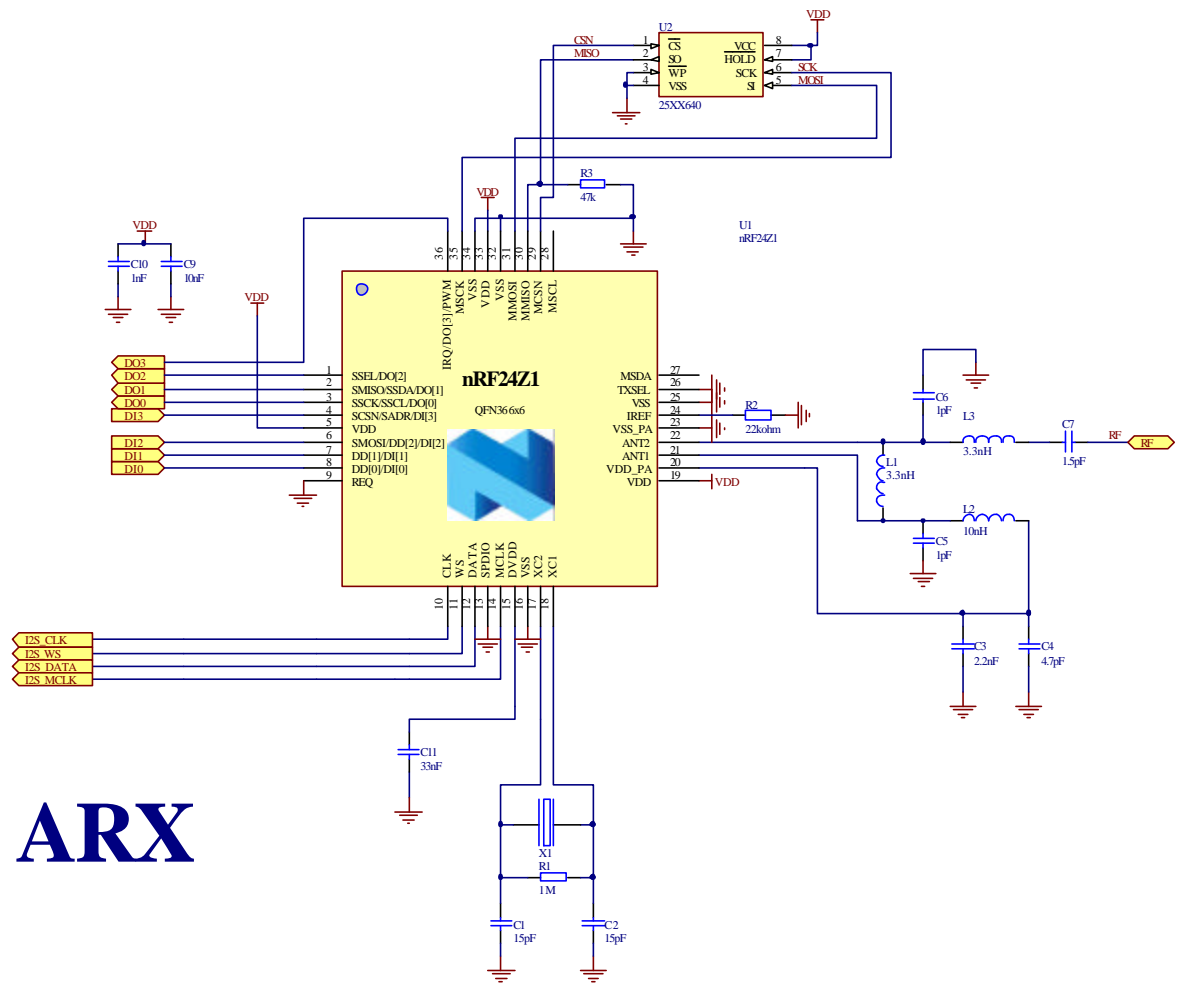 VDD
U2
CSN 1 CS VCC 8
MISO 2 SO HOLD 7
3 WP SCK 6 SCK
4 VSS SI 5 MOSI
25XX640
R3
47k
VDD
U1
nRF24Z1
VDD
C10
1nF
C9
10nF
VDD
36 35 34 33 32 31 30 29 28
IRQ/DO[3]/PWM
MSCK
VSS
VDD
VSS
MMOSI
MMISO
MCSN
MSCL
DO3
DO2 1 SSEL/DO[2]
DO1 2 SMISO/SSDA/DO[1]
DO0 3 SSCK/SSCL/DO[0]
DI3 4 SCSN/SADR/DI[3]
5 VDD
DI2 6 SMOSI/DD[2]/DI[2]
DI1 7 DD[1]/DI[1]
DI0 8 DD[0]/DI[0]
9 REQ
nRF24Z1
QFN36 6x6
MSDA 27
TXSEL 26
VSS 25
IREF 24
VSS_PA 23
ANT2 22
ANT1 21
VDD_PA 20
VDD 19 VDD
R2
22kohm
C6
1pF
L3
3.3nH
C7
1.5pF
RF
RF
L1
3.3nH
L2
10nH
C5
1pF
C3
2.2nF
C4
4.7pF
CLK
WS
DATA
SPDIO
MCLK
DVDD
VSS
XC2
XC1
10 11 12 13 14 15 16 17 18
I2S_CLK
I2S_WS
I2S_DATA
I2S_MCLK
C11
33nF
ARX
X1
R1
1M
C1
15pF
C2
15pF